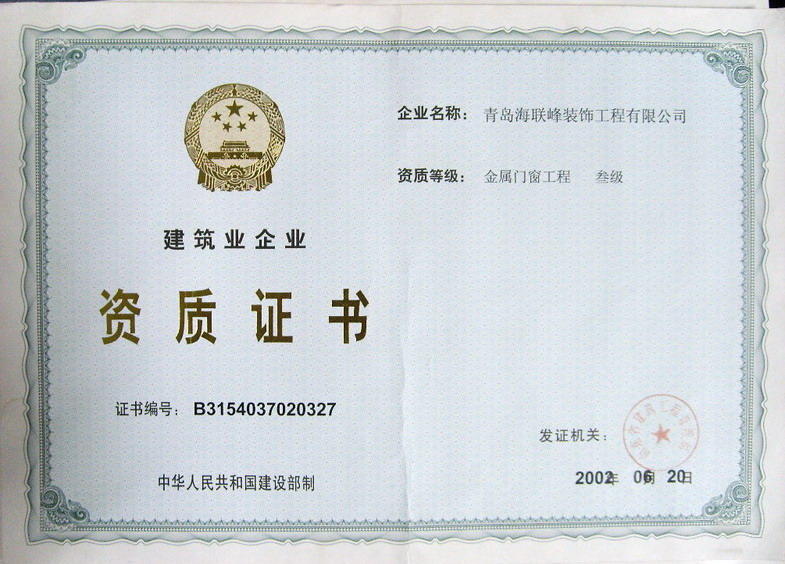 建筑业企业
资质证书
证书编号: B3154037020327
中华人民共和国建设部制
企业名称: 青岛海联峰装饰工程有限公司
资质等级: 金属门窗工程 叁级
发证机关:
2002年 06月 20日